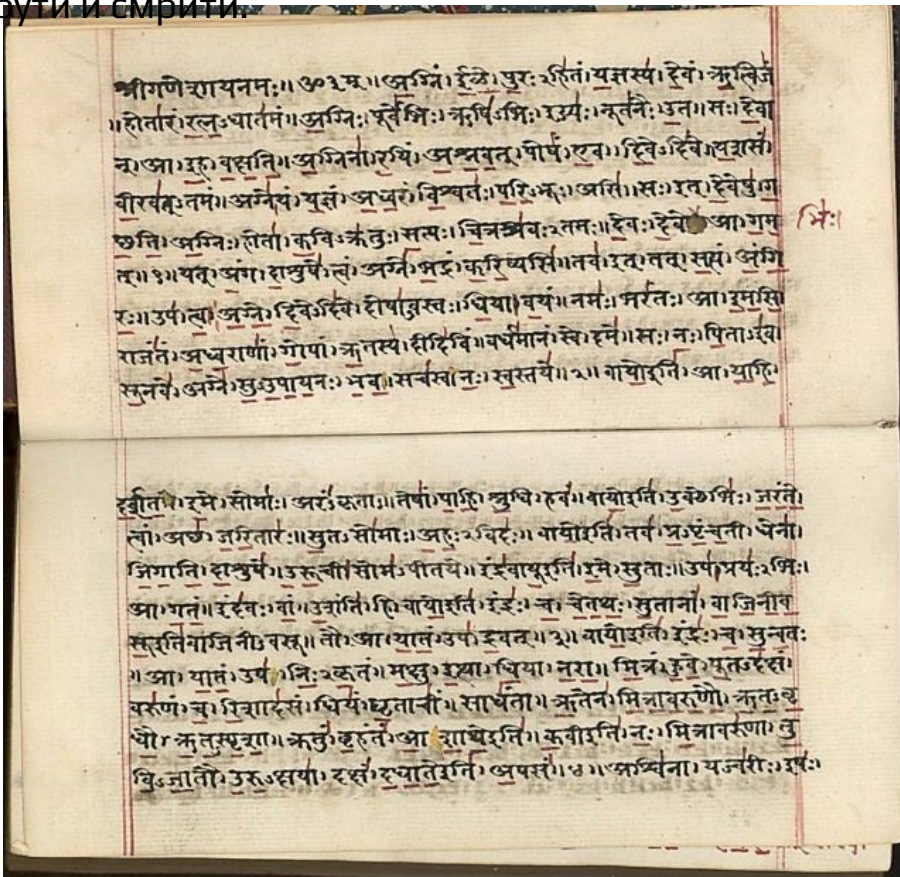 рути и смрити.
श्रीगणेशायनमः॥ॐ३म्॥अग्निं।ईळे।पुरःऽहितं।यज्ञस्य।देवं।ऋत्विजं
॥होतारं।रत्नऽधातमं॥अग्निः।पूर्वेभिः।ऋषिऽभिः।ईड्यः।नूतनैः।उत॥सः।देवा
न्।आ।इह।वक्षति॥अग्निना।रयिं।अश्नवत्।पोषं।एव।दिवेऽदिवे॥यशसं
वीरवत्ऽतमं॥अग्ने।यं।यज्ञं।अध्वरं।विश्वतः।परिऽभूः।असि।सः।इत्।देवेषु।ग
च्छति।अग्निः।होता।कविऽक्रतुः।सत्यः।चित्रश्रवःऽतमः॥देवः।देवे आ।गम
भिः।
त्॥१॥यत्।अंग।दाशुषे।त्वं।अग्ने।भद्रं।करिष्यसि॥तव।इत्।तत्।सत्यं।अंगि
रः॥उप।त्वा।अग्ने।दिवेऽदिवे।दोषाऽवस्तः।धिया।वयं॥नमः।भरंतः।आ।इमसि
राजंतं।अध्वराणां।गोपां।ऋतस्य।दीदिविं॥वर्धमानं।स्वे।दमे॥सः।नः।पिताऽइव
सूनवे।अग्ने।सुऽउपायनः।भव॥सचस्व।नः।स्वस्तये॥२॥वायोइति।आ।याहि।
दर्शत।इमे।सोमाः।अरंऽकृताः॥तेषां।पाहि।श्रुधि।हवं॥वायोइति।उक्थेभिः।जरंते।
त्वां।अच्छ।जरितारः॥सुतऽसोमाः।अहःऽविदः॥वायोइति।तव।प्रऽपृंचती।धेना।
जिगाति।दाशुषे॥उरूची।सोमऽपीतये॥इंद्रवायूइति।इमे।सुताः॥उप।प्रयःऽभिः।
आ।गतं॥इंदवः।वां।उशंति।हि॥वायोइति।इंद्रः।च।चेतथः।सुतानां।वाजिनीव
सूइतिवाजिनीऽवसू॥तौ।आ।यातं।उप।द्रवत्॥३॥वायोइति।इंद्रः।च।सुन्वतः
॥आ।यातं।उप।निःऽकृतं॥मक्षु।इत्था।धिया।नरा॥मित्रं।हुवे।पूतऽदक्षं।
वरुणं।च।रिशादसं।धियं।घृताचीं।साधंता॥ऋतेन।मित्रावरुणौ।ऋतऽवृ
धौ।ऋतऽस्पृशा॥क्रतुं।बृहंतं।आशाथेइति॥कवीइति।नः।मित्रावरुणा।तु
विऽजातौ।उरुऽक्षया।दक्षं।दधातेइति।अपसं॥४॥अश्विना।यज्वरीः।इषः।